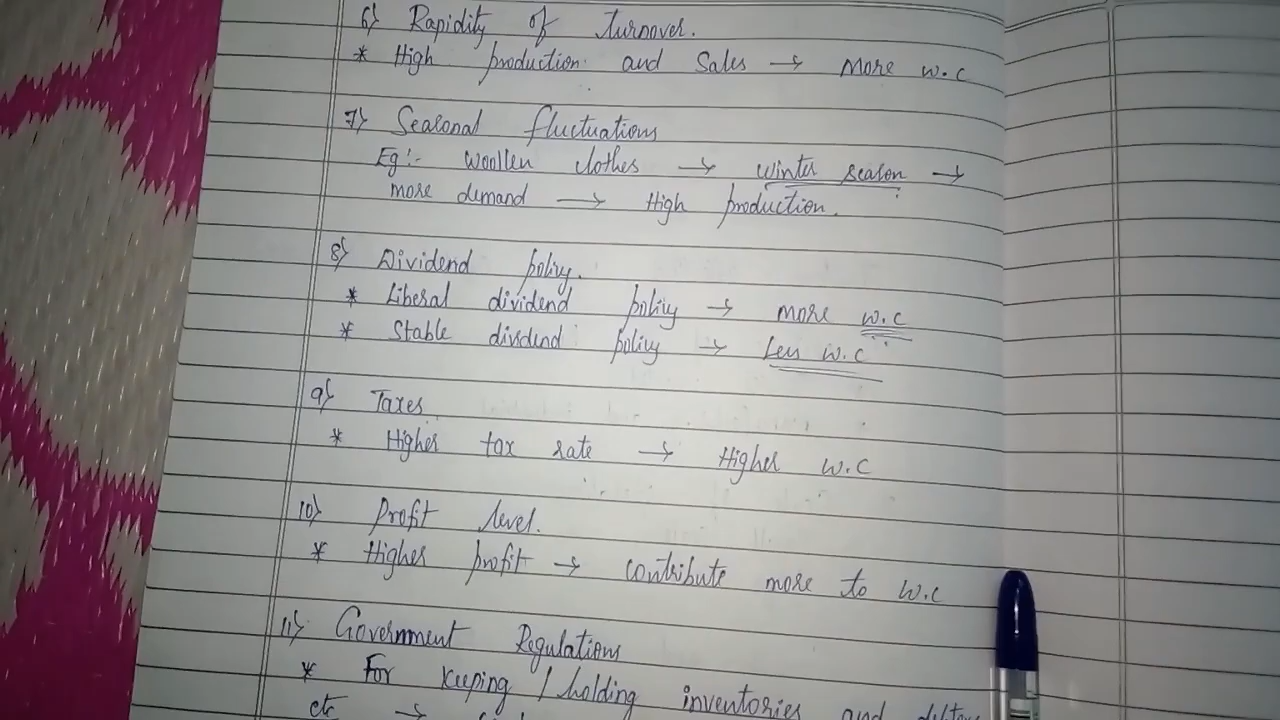 6} Rapidity of Turnover.
* High production and Sales → More W.C
7} Seasonal fluctuations
Eg:- Woollen clothes → Winter season →
more demand → High production.
8} Dividend policy.
* Liberal dividend policy → more W.C
* Stable dividend policy → Less W.C
9} Taxes
* Higher tax rate → Higher W.C
10} Profit level.
* Higher profit → contribute more to W.C
11} Government Regulations
* For keeping / holding inventories and
etc →